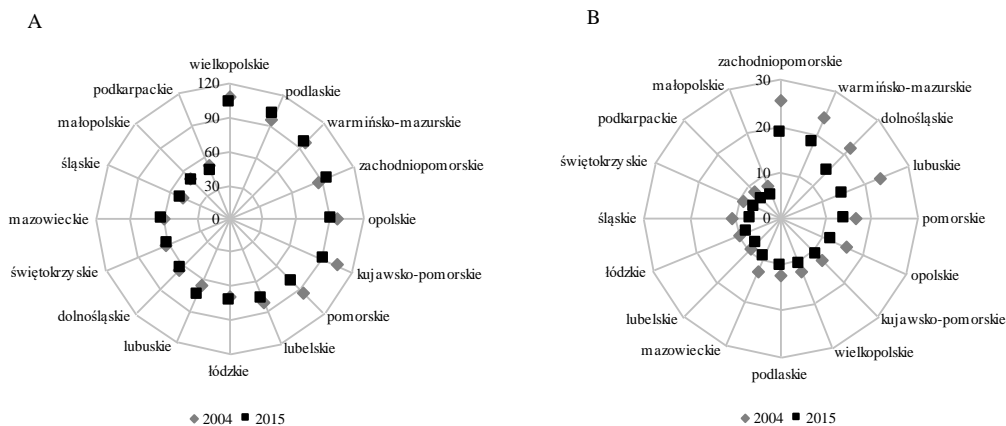 A
wielkopolskie
120
podkarpackie
podlaskie
małopolskie
90
warmińsko-mazurskie
śląskie
60
zachodniopomorskie
30
mazowieckie
0
opolskie
świętokrzyskie
kujawsko-pomorskie
dolnośląskie
pomorskie
lubuskie
lubelskie
łódzkie
2004
2015
B
zachodniopomorskie
30
małopolskie
warmińsko-mazurskie
podkarpackie
20
dolnośląskie
świętokrzyskie
10
lubuskie
śląskie
0
pomorskie
łódzkie
opolskie
lubelskie
kujawsko-pomorskie
mazowieckie
wielkopolskie
podlaskie
2004
2015